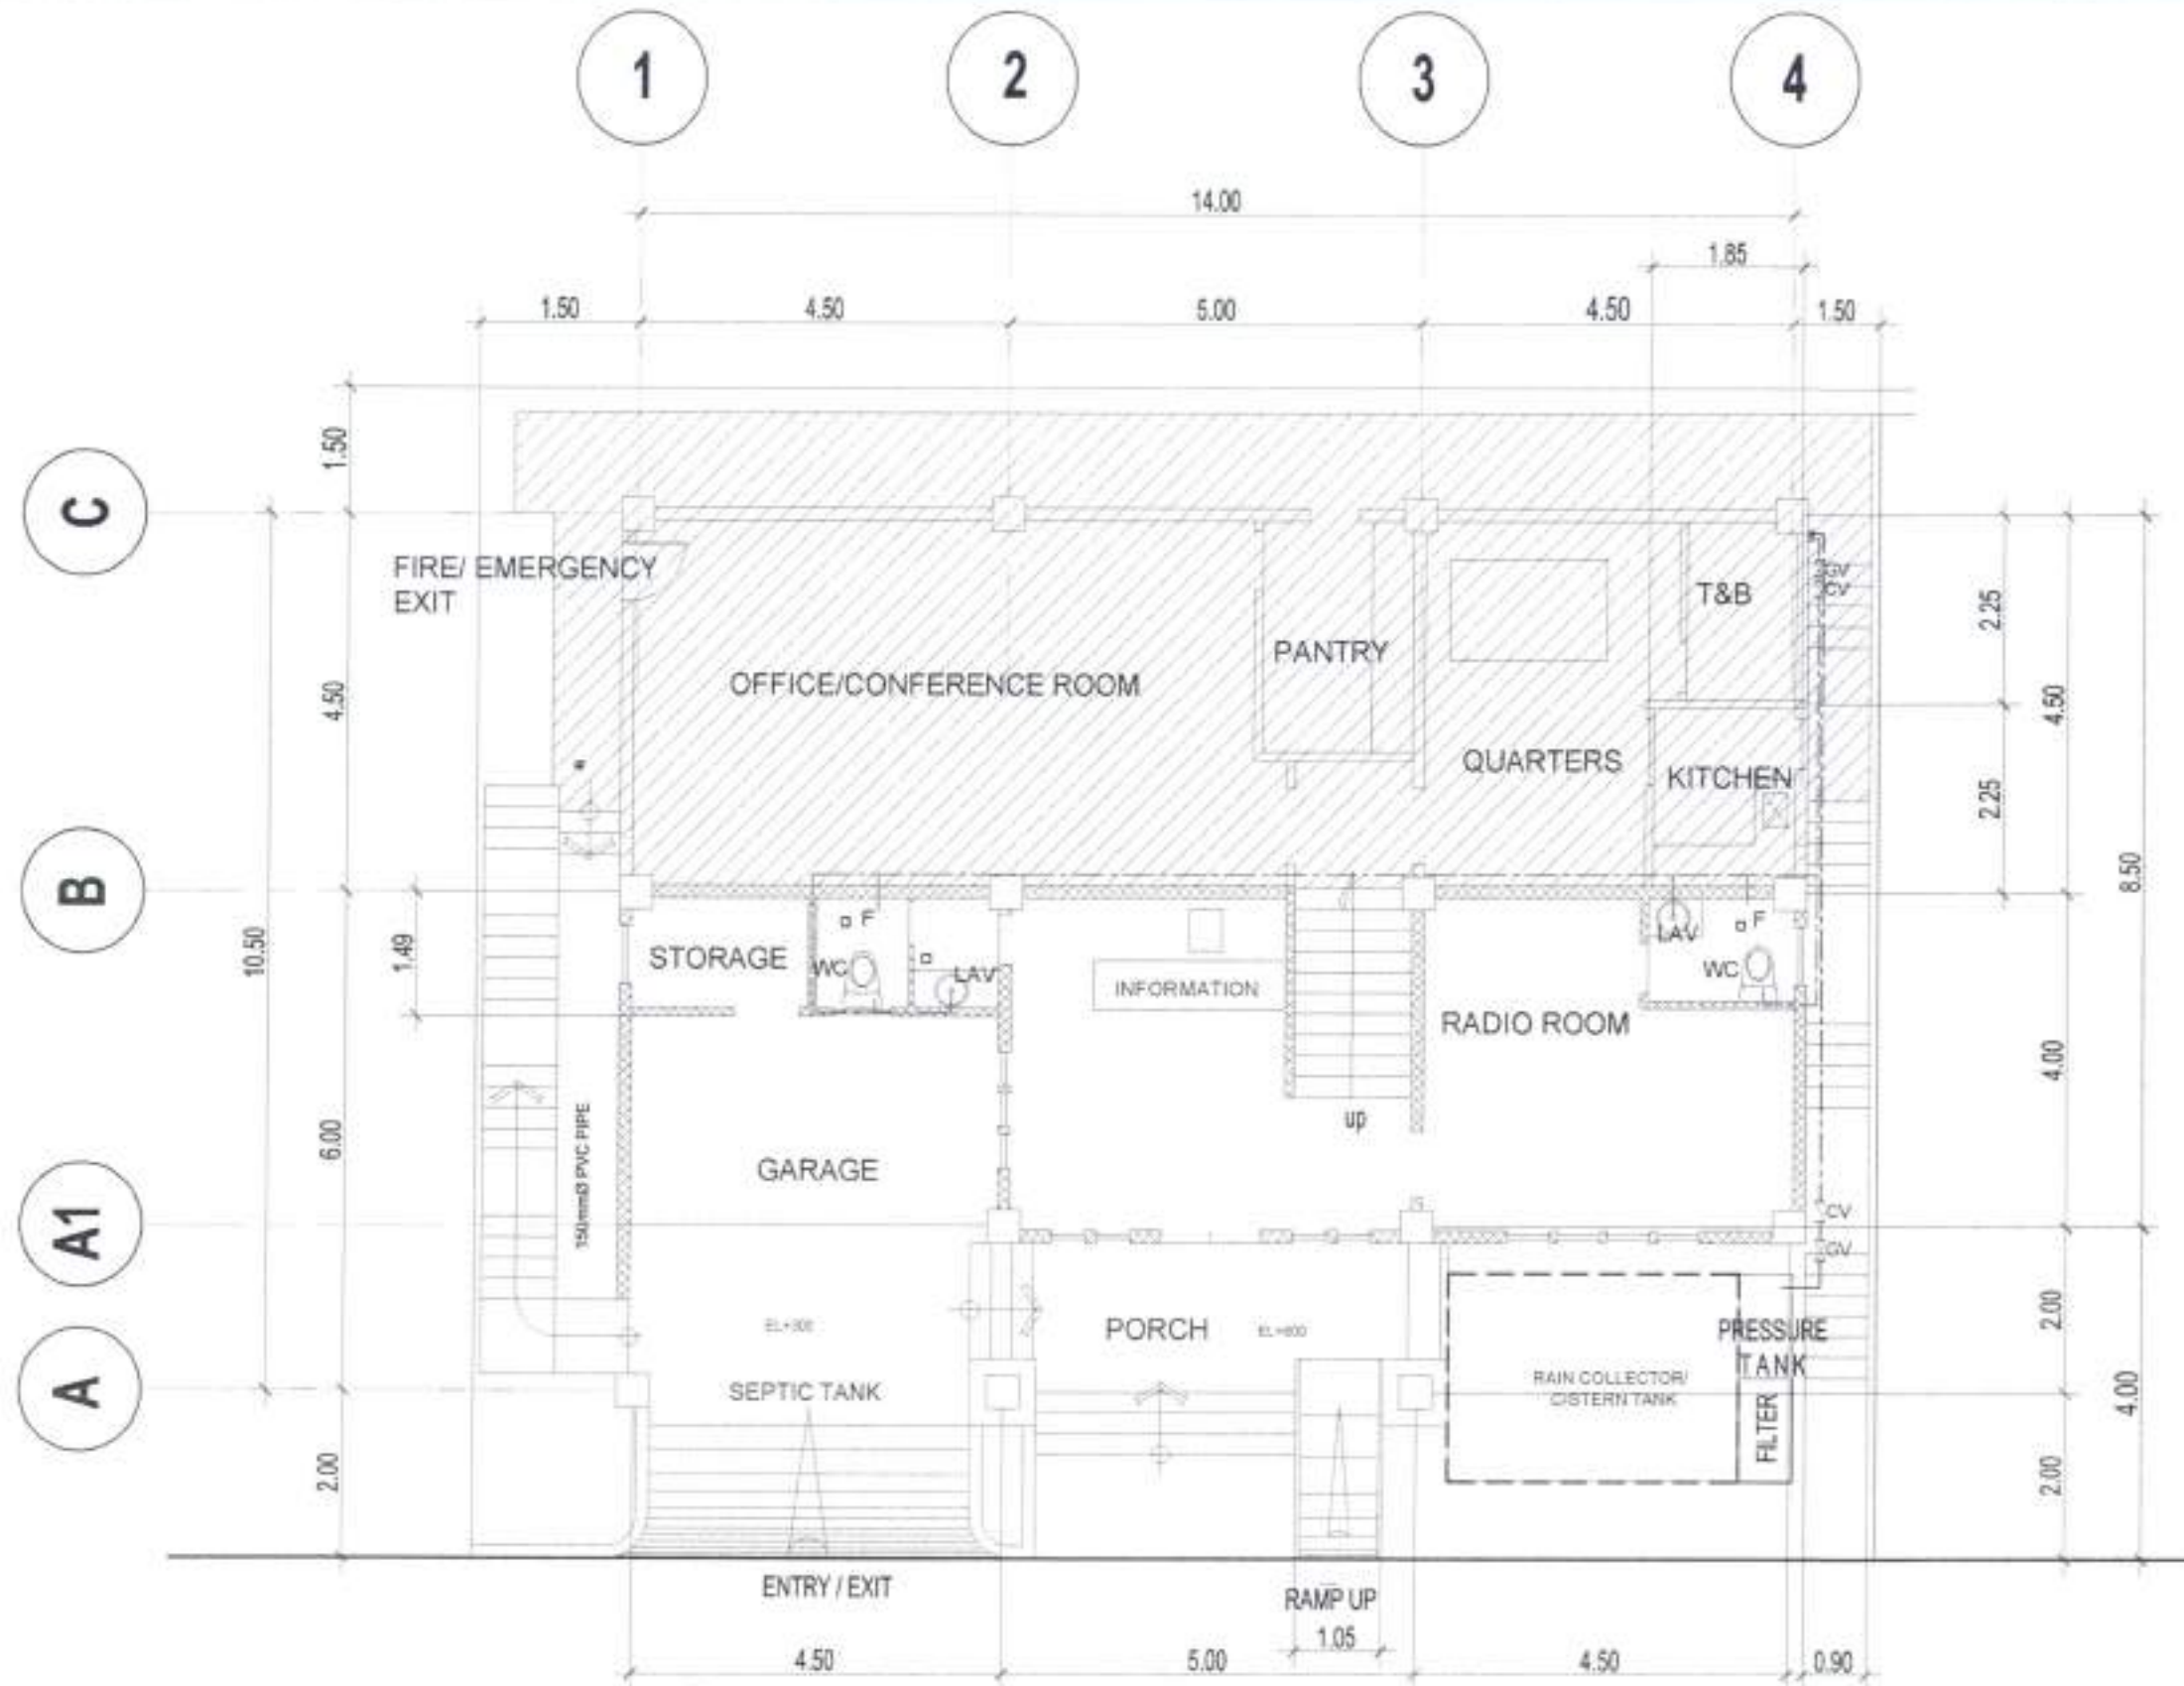 1
2
3
4
14.00
1.85
1.50
4.50
5.00
4.50
1.50
1.50
C
FIRE/ EMERGENCY
EXIT
GV
CV
T&B
2.25
PANTRY
OFFICE/CONFERENCE ROOM
4.50
4.50
QUARTERS
KITCHEN
2.25
8.50
B
10.50
1.49
STORAGE
F
WC
LAV
INFORMATION
LAV
F
WC
RADIO ROOM
4.00
up
6.00
150mmØ PVC PIPE
GARAGE
A1
CV
GV
EL+300
PORCH
EL+600
PRESSURE
TANK
2.00
A
SEPTIC TANK
RAIN COLLECTOR/
CISTERN TANK
FILTER
4.00
2.00
2.00
ENTRY / EXIT
RAMP UP
1.05
4.50
5.00
4.50
0.90